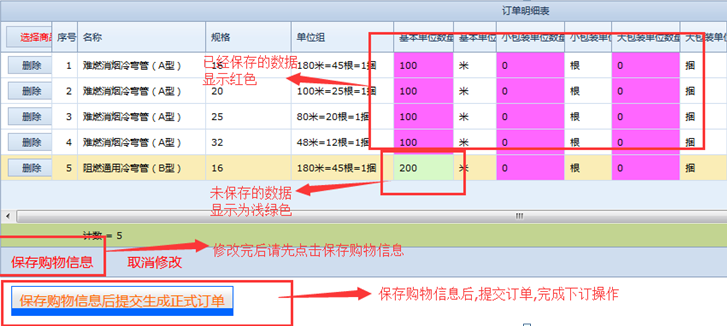 订单明细表
选择商品 序号 名称 规格 单位组 基本单位数量 基本单位 小包装单位数量 小包装单位 大包装单位数量 大包装单位
删除 1 难燃消烟冷弯管（A型） 16 180米=45根=1捆 100 米 0 根 0 捆
已经保存的数据
显示红色
删除 2 难燃消烟冷弯管（A型） 20 100米=25根=1捆 100 米 0 根 0 捆
删除 3 难燃消烟冷弯管（A型） 25 80米=20根=1捆 100 米 0 根 0 捆
删除 4 难燃消烟冷弯管（A型） 32 48米=12根=1捆 100 米 0 根 0 捆
删除 5 阻燃通用冷弯管（B型） 16 180米=45根=1捆 200 米 0 根 0 捆
未保存的数据
显示为浅绿色
计数 = 5
保存购物信息 取消修改 修改完后请先点击保存购物信息
保存购物信息后提交生成正式订单 保存购物信息后,提交订单,完成下订操作